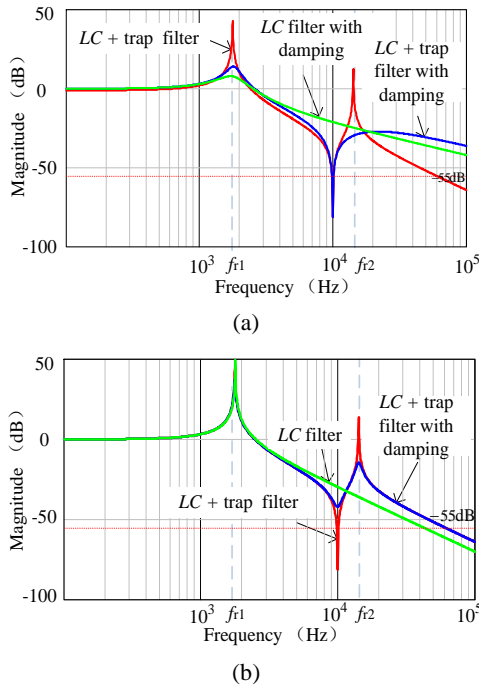 50
LC + trap filter
LC filter with
damping
LC + trap
filter with
damping
0
Magnitude （dB）
-50
−55dB
-100
10³ fr1 10⁴ fr2 10⁵
Frequency （Hz）
(a)
50
LC + trap
filter with
damping
LC filter
0
Magnitude （dB）
LC + trap filter
-50
−55dB
-100
10³ fr1 10⁴ fr2 10⁵
Frequency （Hz）
(b)